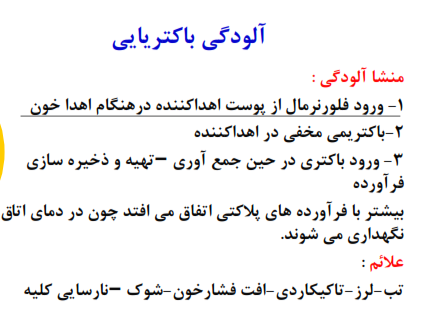 آلودگی باکتریایی
منشا آلودگی :
۱- ورود فلورنرمال از پوست اهداکننده درهنگام اهدا خون
۲-باکتریمی مخفی در اهداکننده
۳- ورود باکتری در حین جمع آوری –تهیه و ذخیره سازی
فرآورده
بیشتر با فرآورده های پلاکتی اتفاق می افتد چون در دمای اتاق
نگهداری می شوند.
علائم :
تب-لرز-تاکیکاردی-افت فشارخون-شوک –نارسایی کلیه